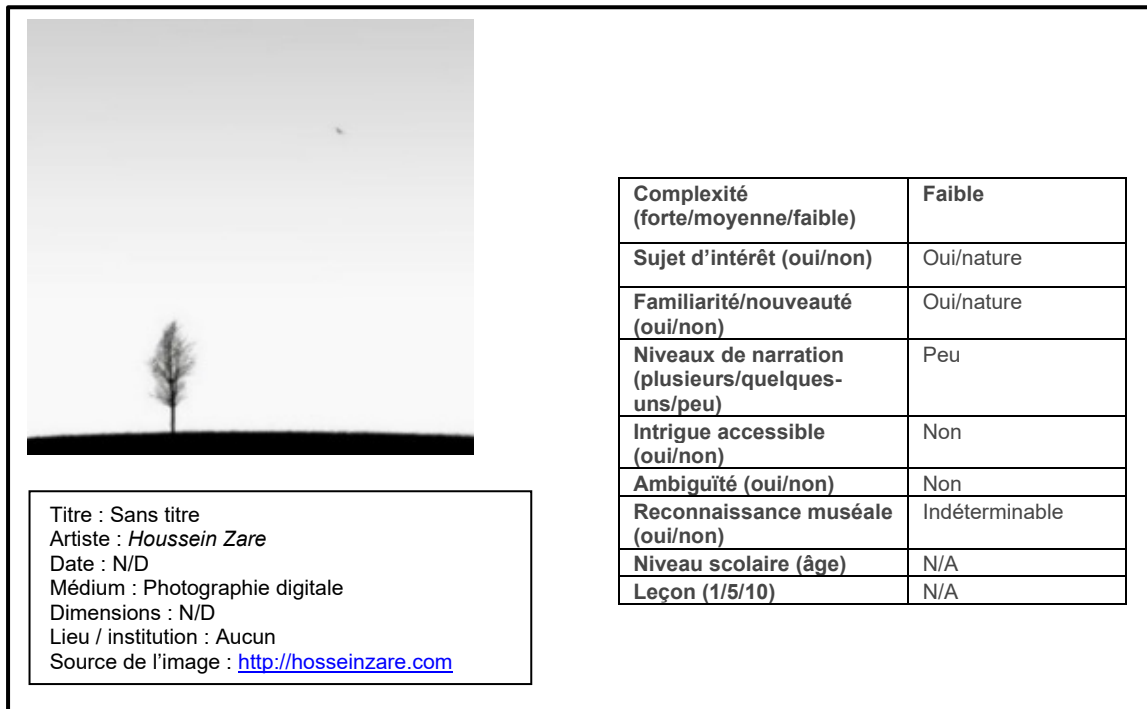 Titre : Sans titre
Artiste : Houssein Zare
Date : N/D
Médium : Photographie digitale
Dimensions : N/D
Lieu / institution : Aucun
Source de l'image : http://hosseinzare.com
Complexité
(forte/moyenne/faible)
Faible
Sujet d'intérêt (oui/non)
Oui/nature
Familiarité/nouveauté
(oui/non)
Oui/nature
Niveaux de narration
(plusieurs/quelques-
uns/peu)
Peu
Intrigue accessible
(oui/non)
Non
Ambiguïté (oui/non)
Non
Reconnaissance muséale
(oui/non)
Indéterminable
Niveau scolaire (âge)
N/A
Leçon (1/5/10)
N/A